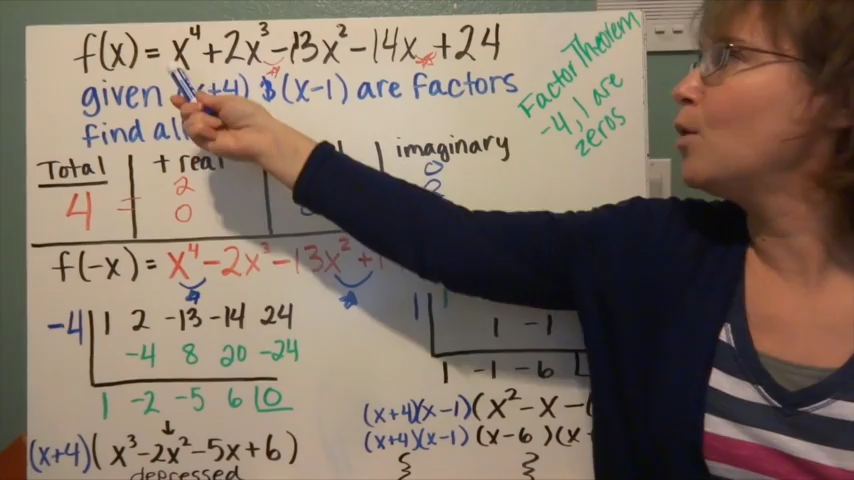 f(x) = x⁴ + 2x³ - 13x² - 14x + 24
given (x+4) & (x-1) are factors
find all
Factor Theorem
-4, 1 are
zeros
Total + real imaginary
4 = 2 0
0 0
f(-x) = x⁴ - 2x³ - 13x² + 1
-4 | 1 2 -13 -14 24
-4 8 20 -24
1 -2 -5 6 |0
(x+4)(x³ - 2x² - 5x + 6)
depressed
1 | 1
1 -1
1 -1 -6
(x+4)(x-1)(x² - x -
(x+4)(x-1)(x-6)(x